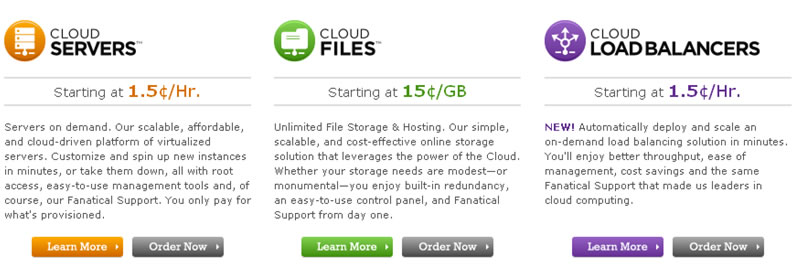 CLOUD
SERVERS™
Starting at 1.5¢/Hr.
Servers on demand. Our scalable, affordable,
and cloud-driven platform of virtualized
servers. Customize and spin up new instances
in minutes, or take them down, all with root
access, easy-to-use management tools and, of
course, our Fanatical Support. You only pay for
what's provisioned.
Learn More
Order Now
CLOUD
FILES™
Starting at 15¢/GB
Unlimited File Storage & Hosting. Our simple,
scalable, and cost-effective online storage
solution that leverages the power of the Cloud.
Whether your storage needs are modest—or
monumental—you enjoy built-in redundancy,
an easy-to-use control panel, and Fanatical
Support from day one.
Learn More
Order Now
CLOUD
LOAD BALANCERS
Starting at 1.5¢/Hr.
NEW! Automatically deploy and scale an
on-demand load balancing solution in minutes.
You'll enjoy better throughput, ease of
management, cost savings and the same
Fanatical Support that made us leaders in
cloud computing.
Learn More
Order Now